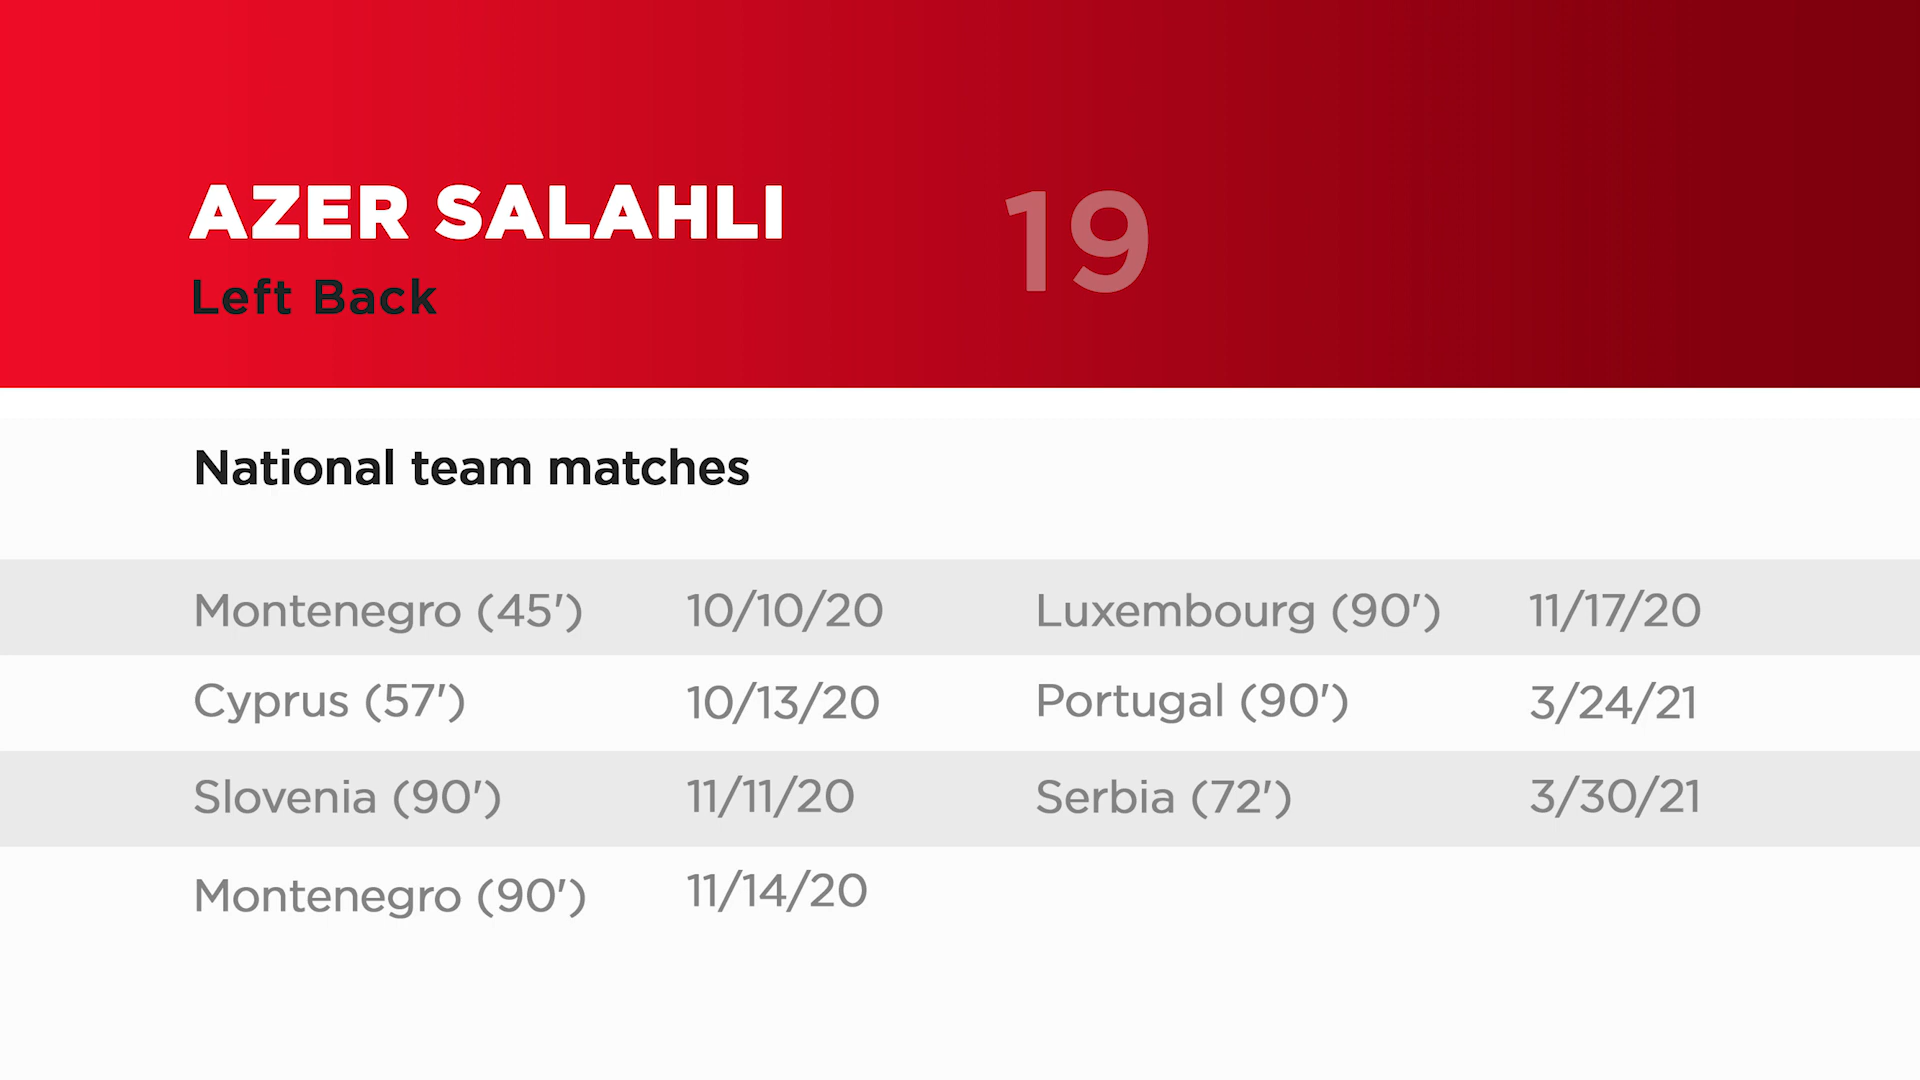 AZER SALAHLI
19
Left Back
National team matches
Montenegro (45') 10/10/20 Luxembourg (90') 11/17/20
Cyprus (57') 10/13/20 Portugal (90') 3/24/21
Slovenia (90') 11/11/20 Serbia (72') 3/30/21
Montenegro (90') 11/14/20